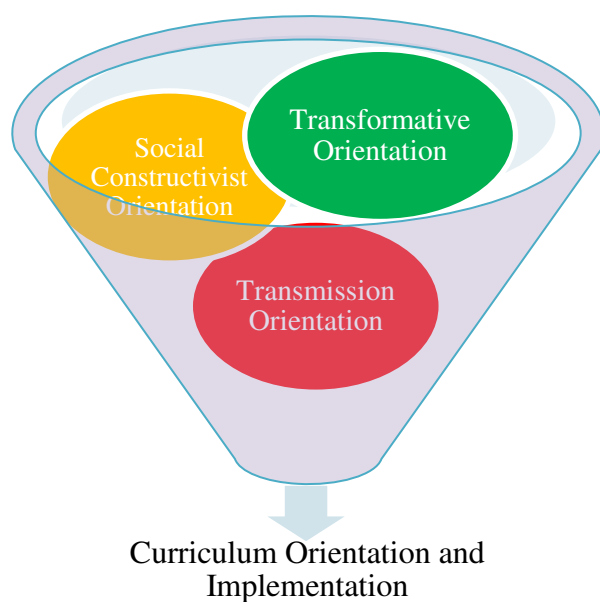 Transformative
Orientation
Social
Constructivist
Orientation
Transmission
Orientation
Curriculum Orientation and
Implementation